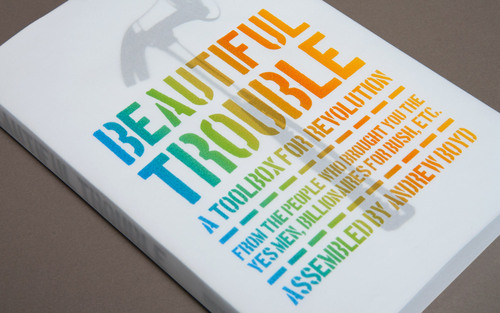 BEAUTIFUL
TROUBLE
A TOOLBOX FOR REVOLUTION
FROM THE PEOPLE WHO BROUGHT YOU THE
YES MEN, BILLIONAIRES FOR BUSH, ETC.
ASSEMBLED BY ANDREW BOYD